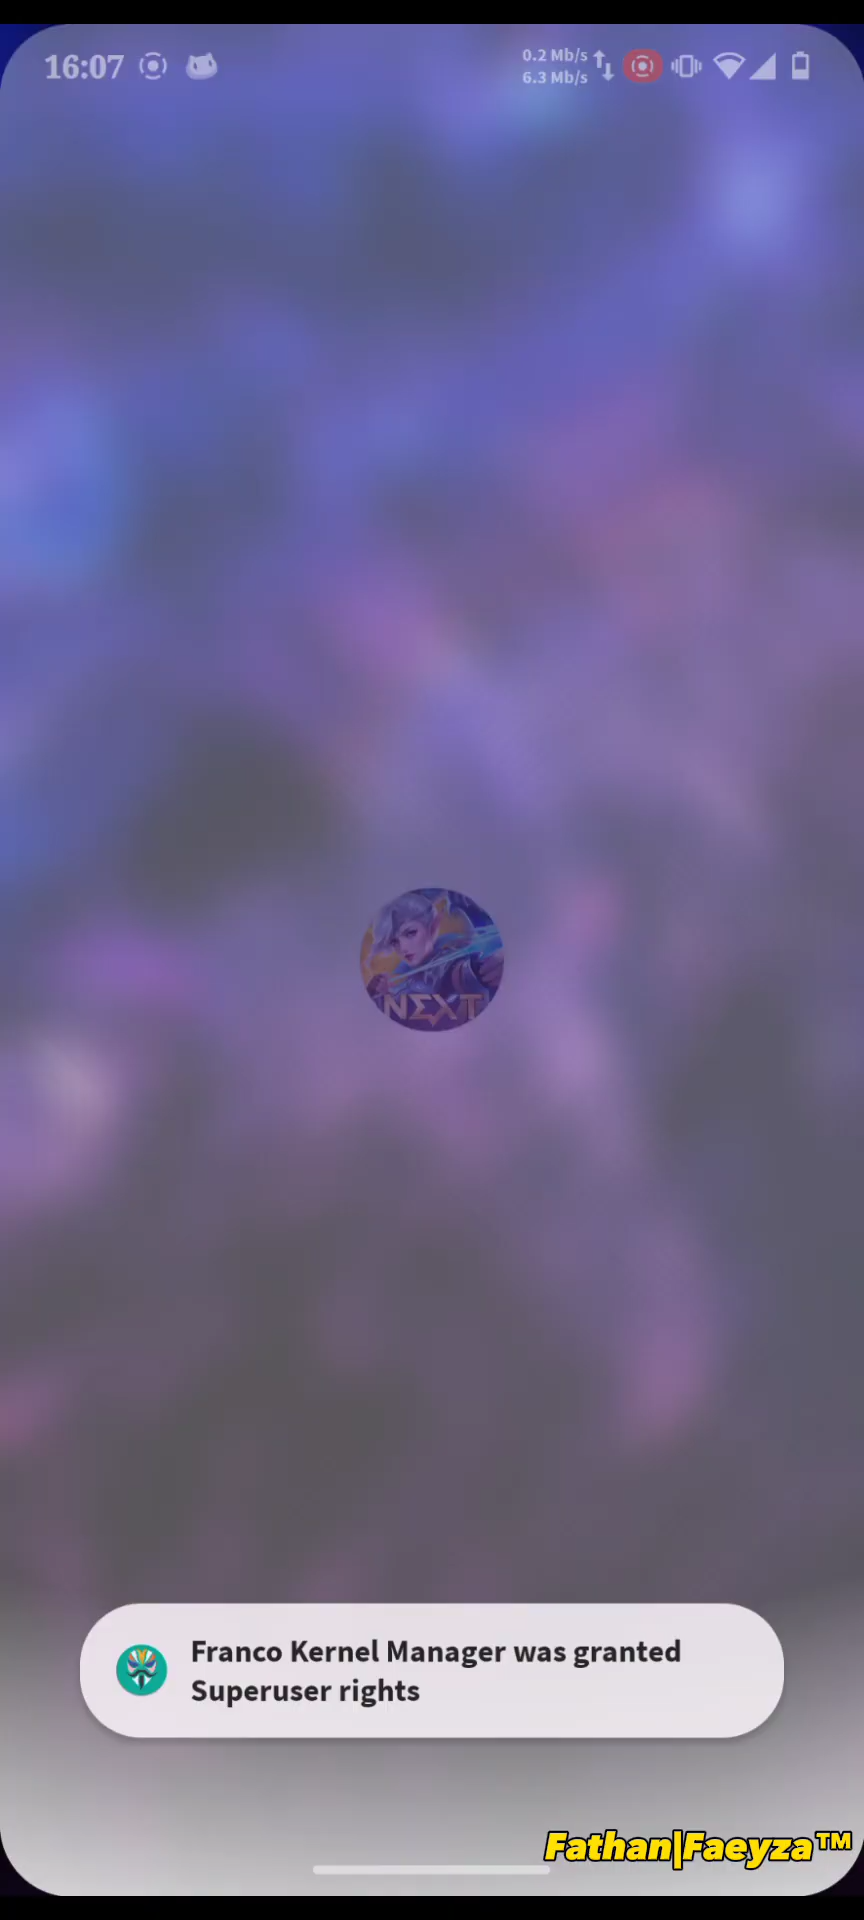 16:07
0.2 Mb/s
6.3 Mb/s
NEXT
Franco Kernel Manager was granted
Superuser rights
Fathan|Faeyza™